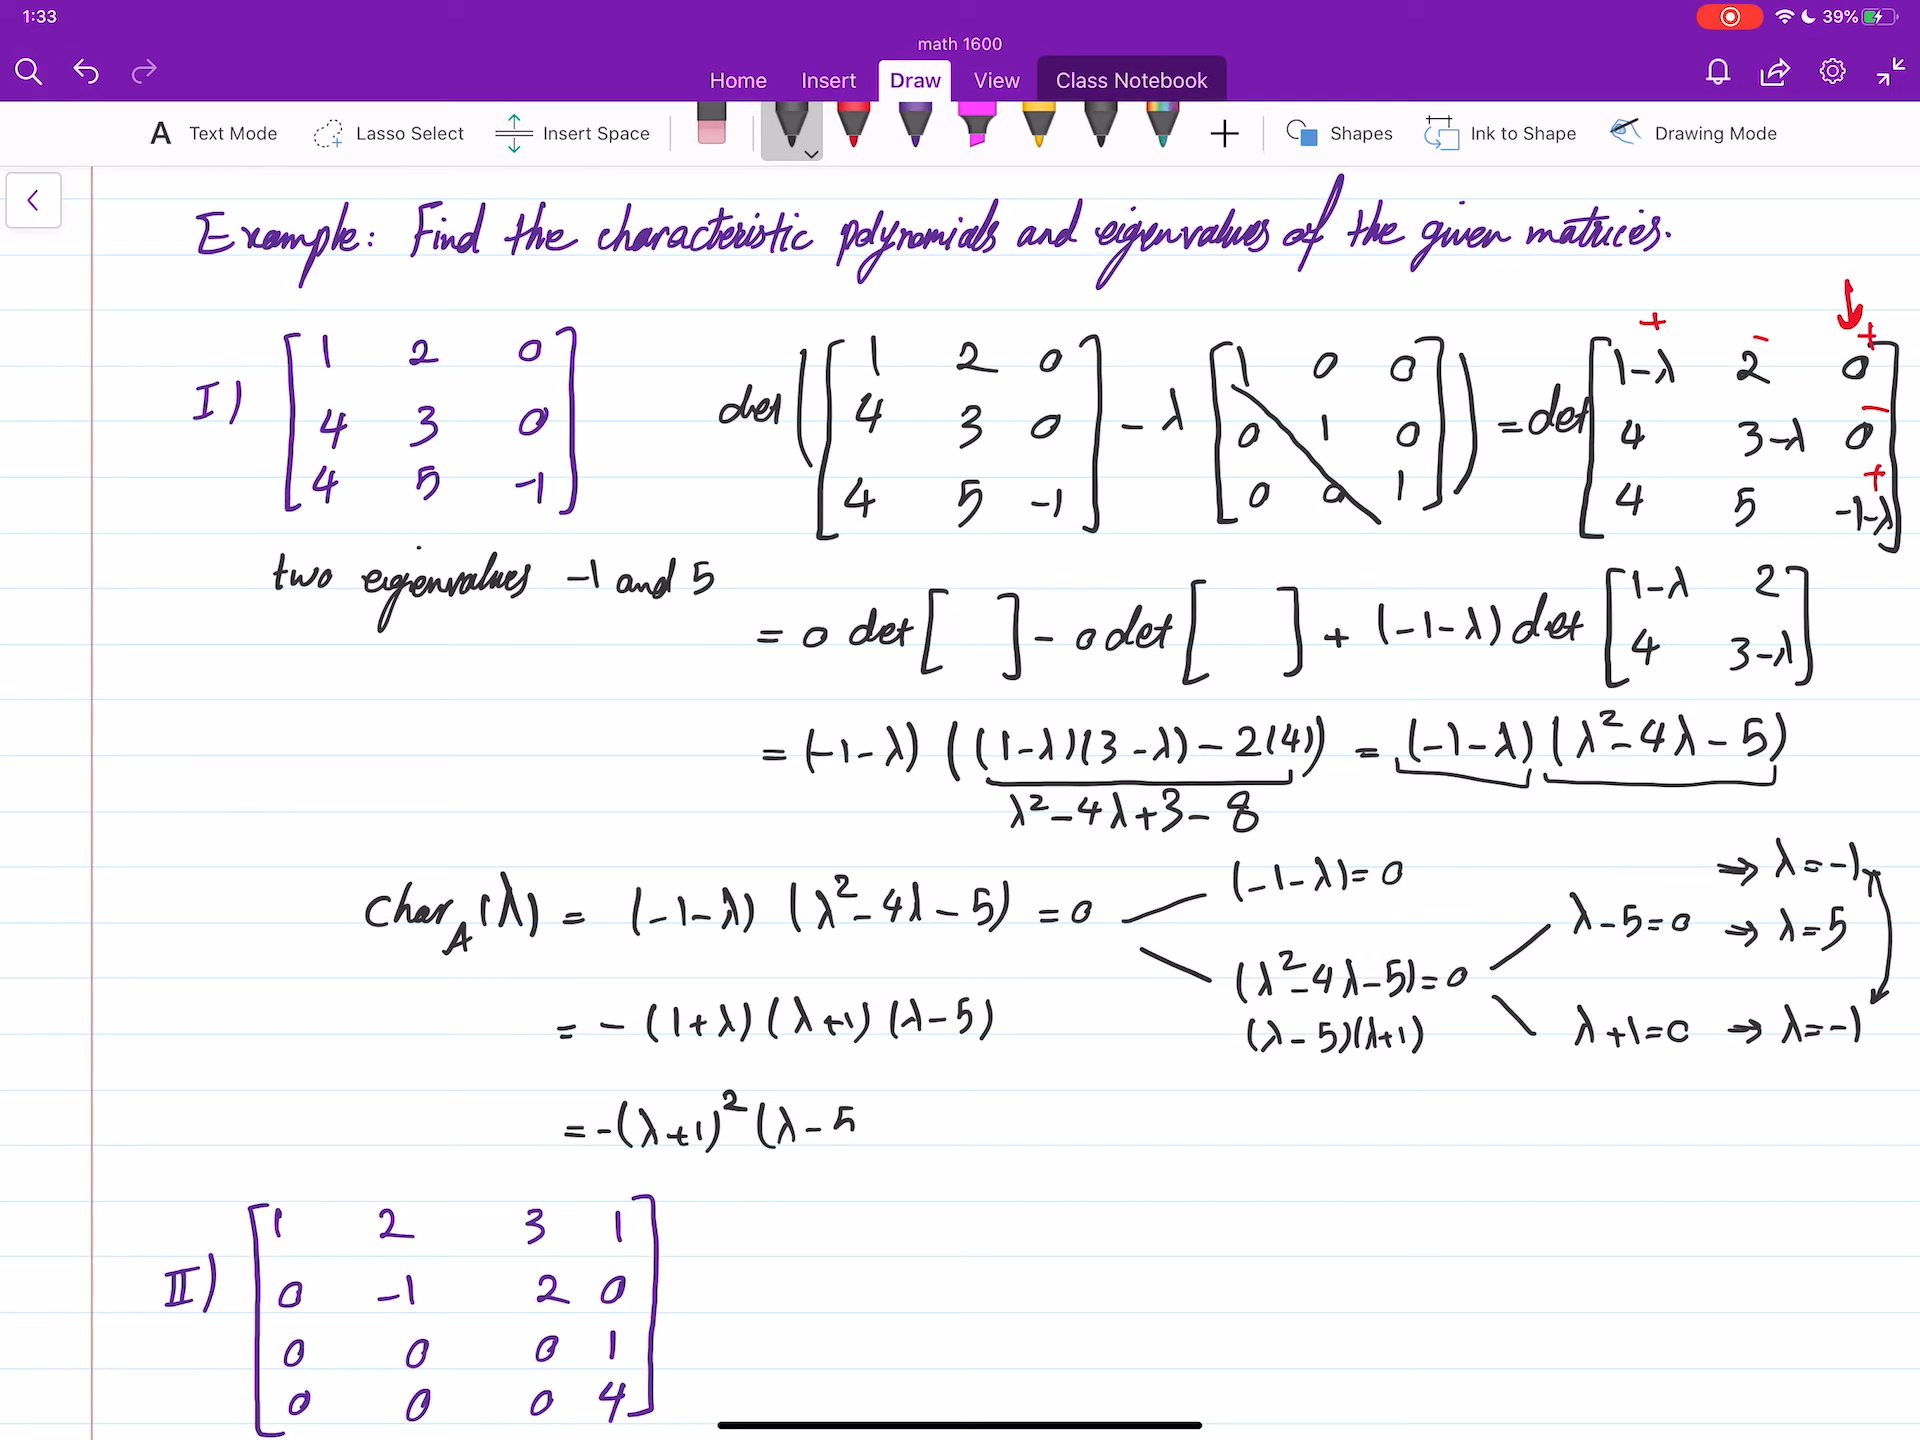 1:33
39%
math 1600
Home Insert Draw View Class Notebook
A Text Mode Lasso Select Insert Space Shapes Ink to Shape Drawing Mode
Example: Find the characteristic polynomials and eigenvalues of the given matrices.
I) [1 2 0; 4 3 0; 4 5 -1]
det([1 2 0; 4 3 0; 4 5 -1] - λ [1 0 0; 0 1 0; 0 0 1]) = det [1-λ 2 0; 4 3-λ 0; 4 5 -1-λ]
+ - + - +
two eigenvalues -1 and 5
= 0 det[ ] - 0 det[ ] + (-1-λ) det [1-λ 2; 4 3-λ]
= (-1-λ) ((1-λ)(3-λ) - 2(4)) = (-1-λ) (λ² - 4λ - 5)
λ² - 4λ + 3 - 8
char_A(λ) = (-1-λ) (λ² - 4λ - 5) = 0
(-1-λ) = 0 ⇒ λ = -1
(λ² - 4λ - 5) = 0
(λ - 5)(λ+1)
λ - 5 = 0 ⇒ λ = 5
λ + 1 = 0 ⇒ λ = -1
= - (1+λ) (λ+1) (λ - 5)
= -(λ+1)² (λ - 5
II) [1 2 3 1; 0 -1 2 0; 0 0 0 1; 0 0 0 4]